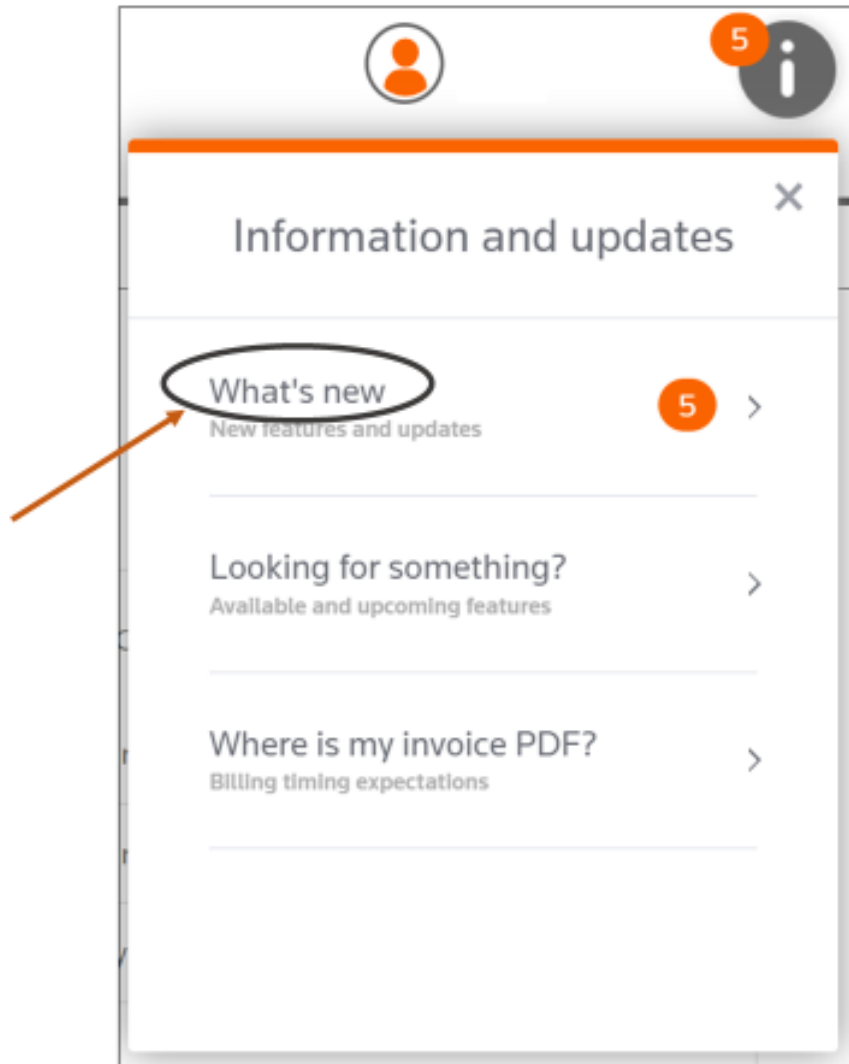 5
Information and updates
What's new
5
New features and updates
Looking for something?
Available and upcoming features
Where is my invoice PDF?
Billing timing expectations